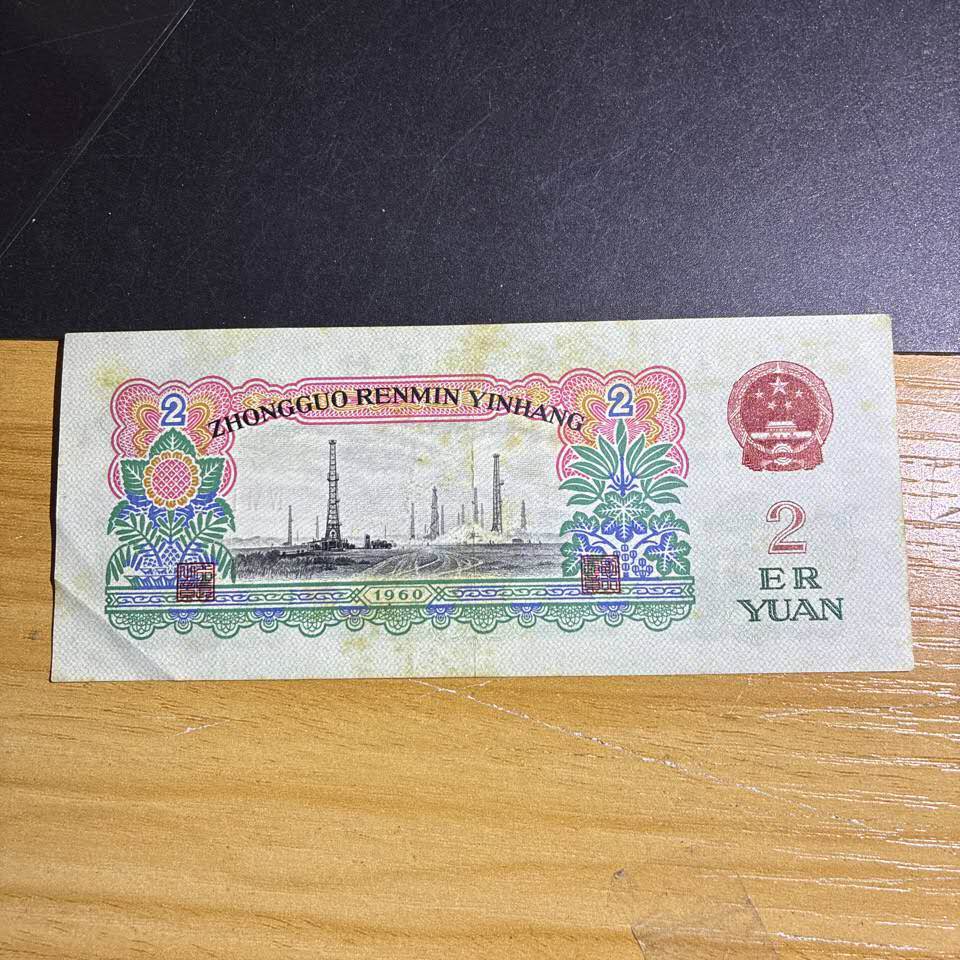 2
2
ZHONGGUO RENMIN YINHANG
1960
2
ER
YUAN